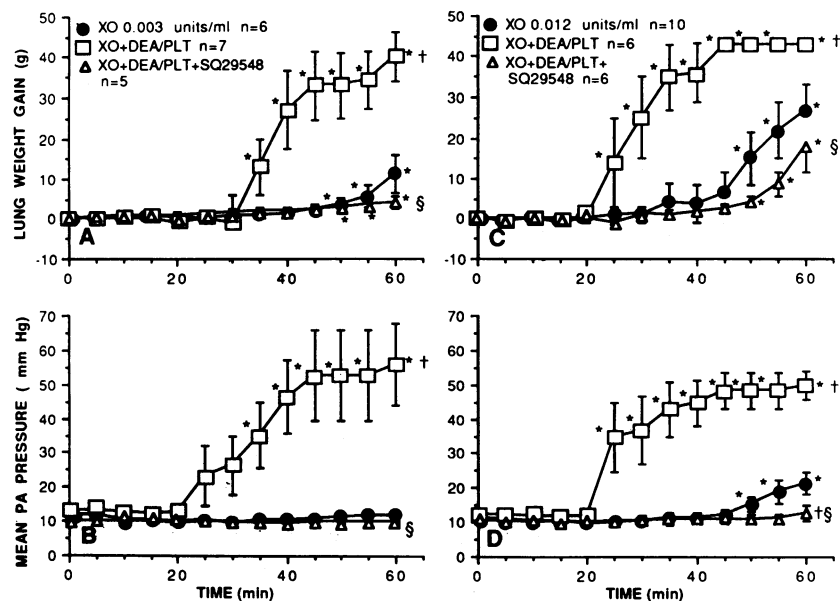 XO 0.003 units/ml n=6
XO+DEA/PLT n=7
XO+DEA/PLT+SQ29548
n=5
LUNG WEIGHT GAIN (g)
50
40
30
20
10
0
-10
* * * * * * †
* * * *
* * * §
A
0 20 40 60
XO 0.012 units/ml n=10
XO+DEA/PLT n=6
XO+DEA/PLT+
SQ29548 n=6
50
40
30
20
10
0
-10
* * * * * * * * †
* * *
* * * §
C
0 20 40 60
MEAN PA PRESSURE ( mm Hg)
70
60
50
40
30
20
10
0
* * * * * * †
§
B
0 20 40 60
TIME (min)
70
60
50
40
30
20
10
0
* * * * * * * * †
* * *
†§
D
0 20 40 60
TIME (min)